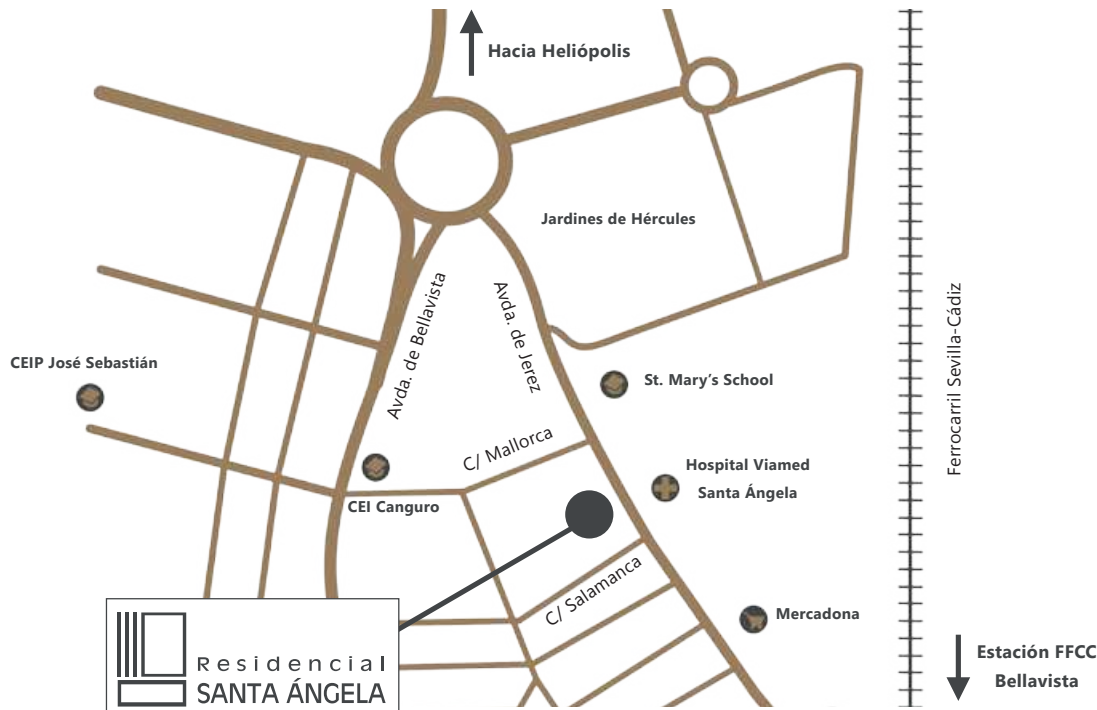 Hacia Heliópolis
Jardines de Hércules
Avda. de Bellavista
Avda. de Jerez
Ferrocarril Sevilla-Cádiz
CEIP José Sebastián
St. Mary's School
C/ Mallorca
Hospital Viamed
Santa Ángela
CEI Canguro
C/ Salamanca
Mercadona
Residencial
SANTA ÁNGELA
Estación FFCC
Bellavista